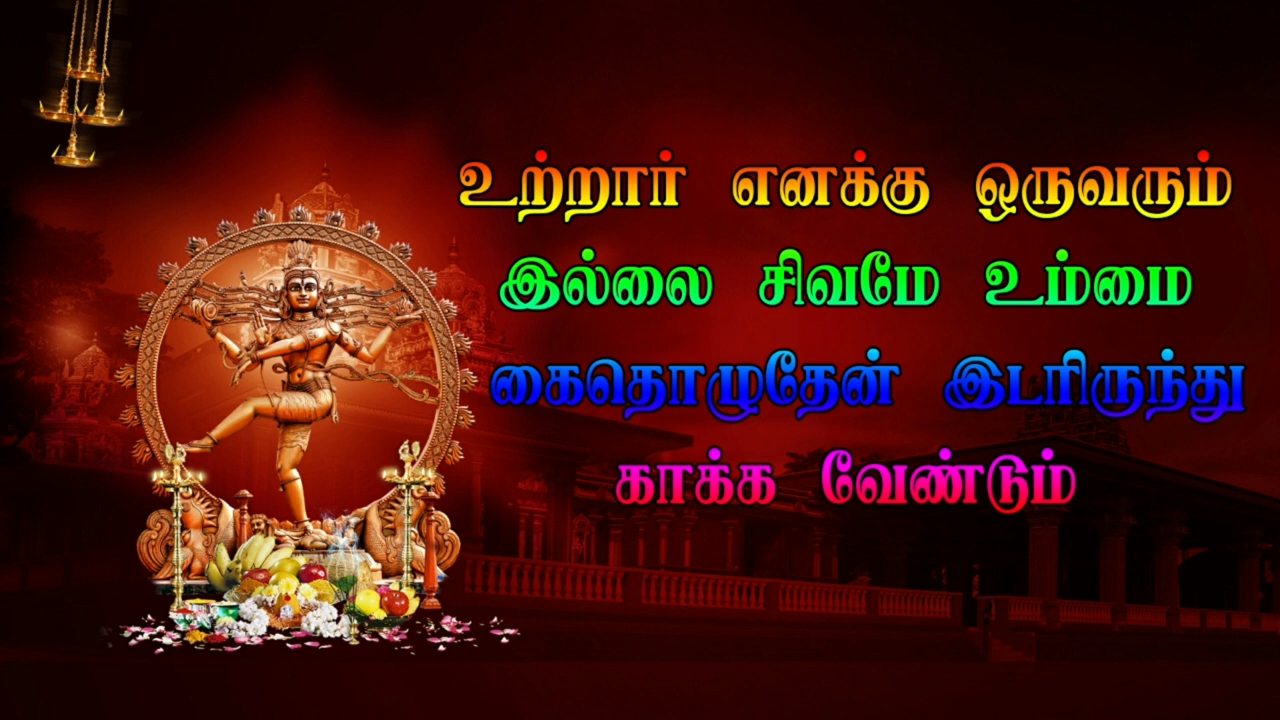 உற்றார் எனக்கு ஒருவரும்
இல்லை சிவமே உம்மை
கைதொழுதேன் இடரிருந்து
காக்க வேண்டும்